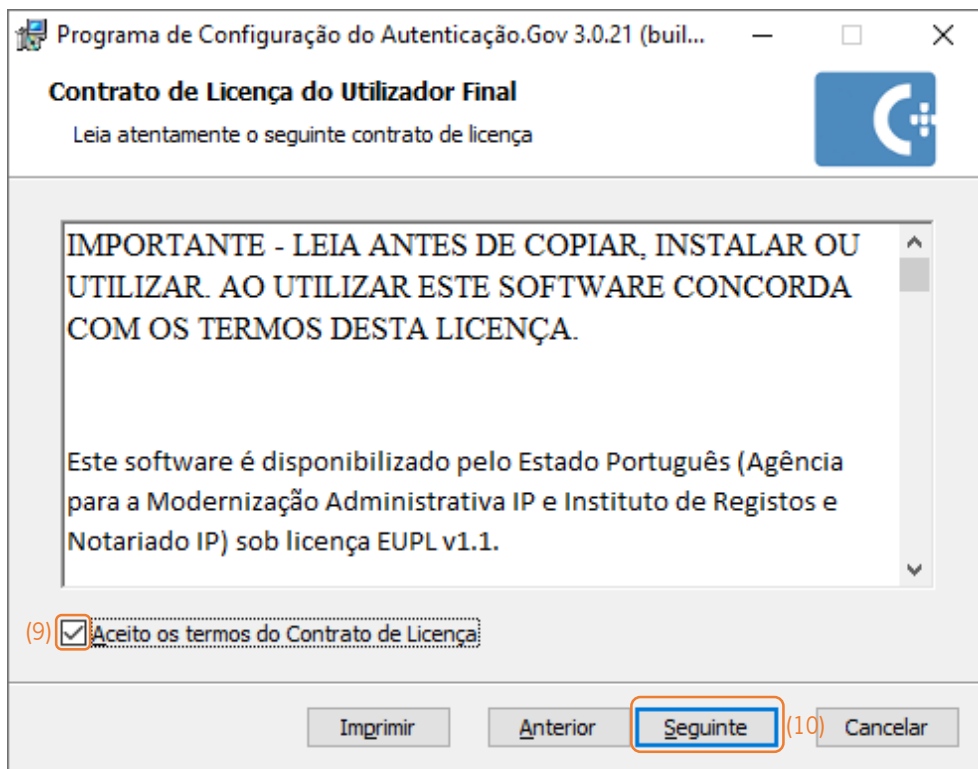 Programa de Configuração do Autenticação.Gov 3.0.21 (buil...
Contrato de Licença do Utilizador Final
Leia atentamente o seguinte contrato de licença
IMPORTANTE - LEIA ANTES DE COPIAR, INSTALAR OU
UTILIZAR. AO UTILIZAR ESTE SOFTWARE CONCORDA
COM OS TERMOS DESTA LICENÇA.
Este software é disponibilizado pelo Estado Português (Agência
para a Modernização Administrativa IP e Instituto de Registos e
Notariado IP) sob licença EUPL v1.1.
(9) Aceito os termos do Contrato de Licença
Imprimir Anterior Seguinte (10) Cancelar